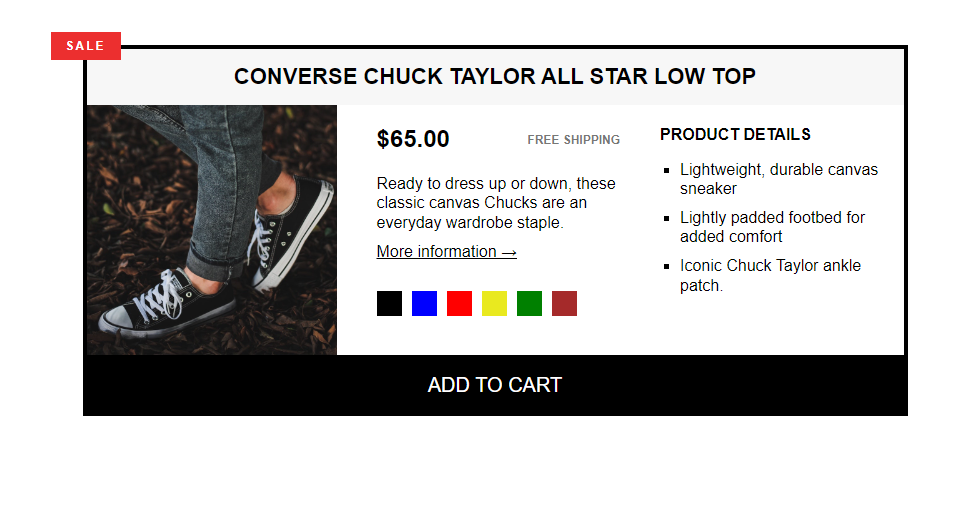 SALE
CONVERSE CHUCK TAYLOR ALL STAR LOW TOP
$65.00
FREE SHIPPING
Ready to dress up or down, these
classic canvas Chucks are an
everyday wardrobe staple.
More information →
PRODUCT DETAILS
Lightweight, durable canvas
sneaker
Lightly padded footbed for
added comfort
Iconic Chuck Taylor ankle
patch.
ADD TO CART